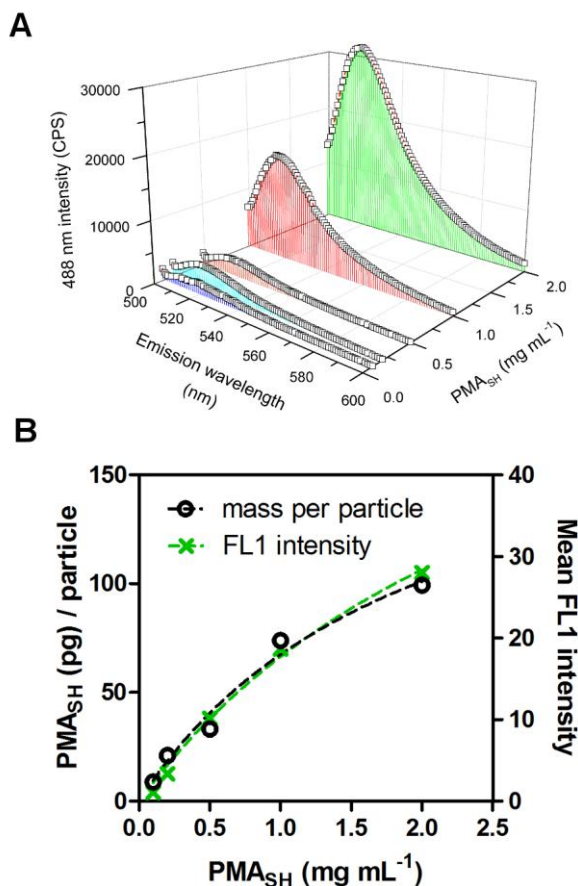 A
30000
20000
10000
0
488 nm intensity (CPS)
500
520
540
560
580
600
Emission wavelength
(nm)
0.0
0.5
1.0
1.5
2.0
PMA_SH (mg mL⁻¹)
B
150
100
50
0
PMA_SH (pg) / particle
mass per particle
FL1 intensity
40
30
20
10
0
Mean FL1 intensity
0.0 0.5 1.0 1.5 2.0 2.5
PMA_SH (mg mL⁻¹)